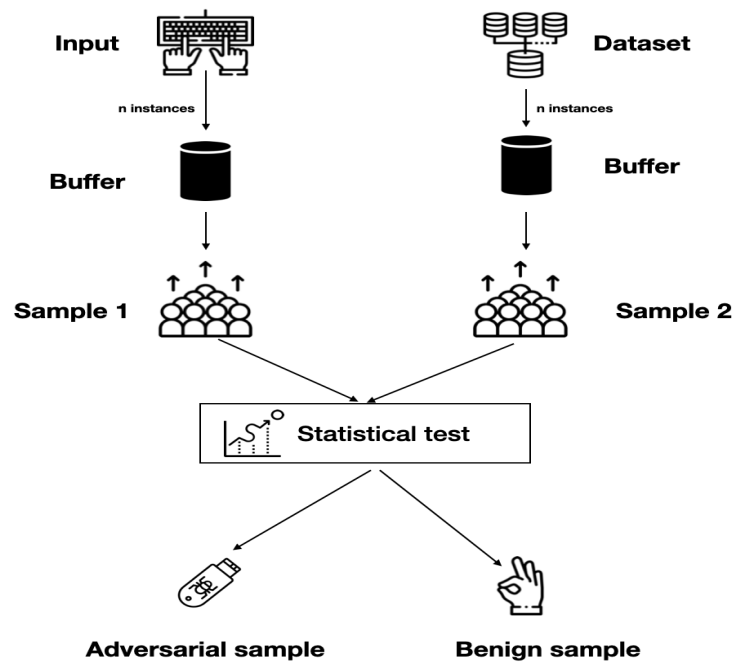 Input
Dataset
n instances
n instances
Buffer
Buffer
Sample 1
Sample 2
Statistical test
Adversarial sample
Benign sample